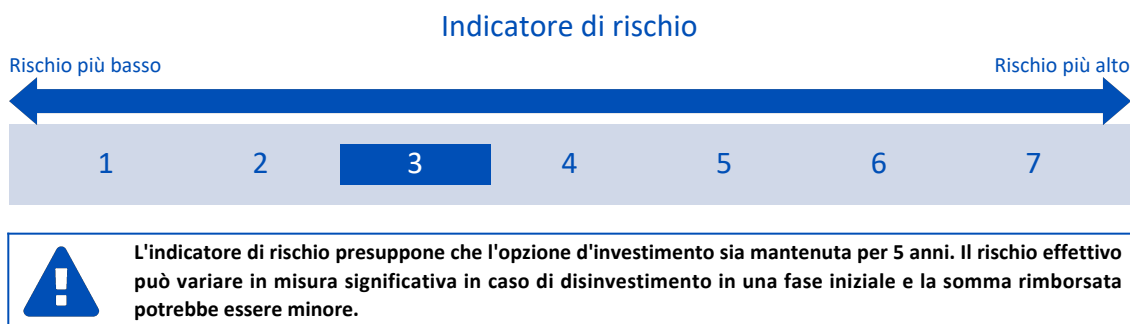 Indicatore di rischio
Rischio più basso Rischio più alto
1 2 3 4 5 6 7
L'indicatore di rischio presuppone che l'opzione d'investimento sia mantenuta per 5 anni. Il rischio effettivo
può variare in misura significativa in caso di disinvestimento in una fase iniziale e la somma rimborsata
potrebbe essere minore.